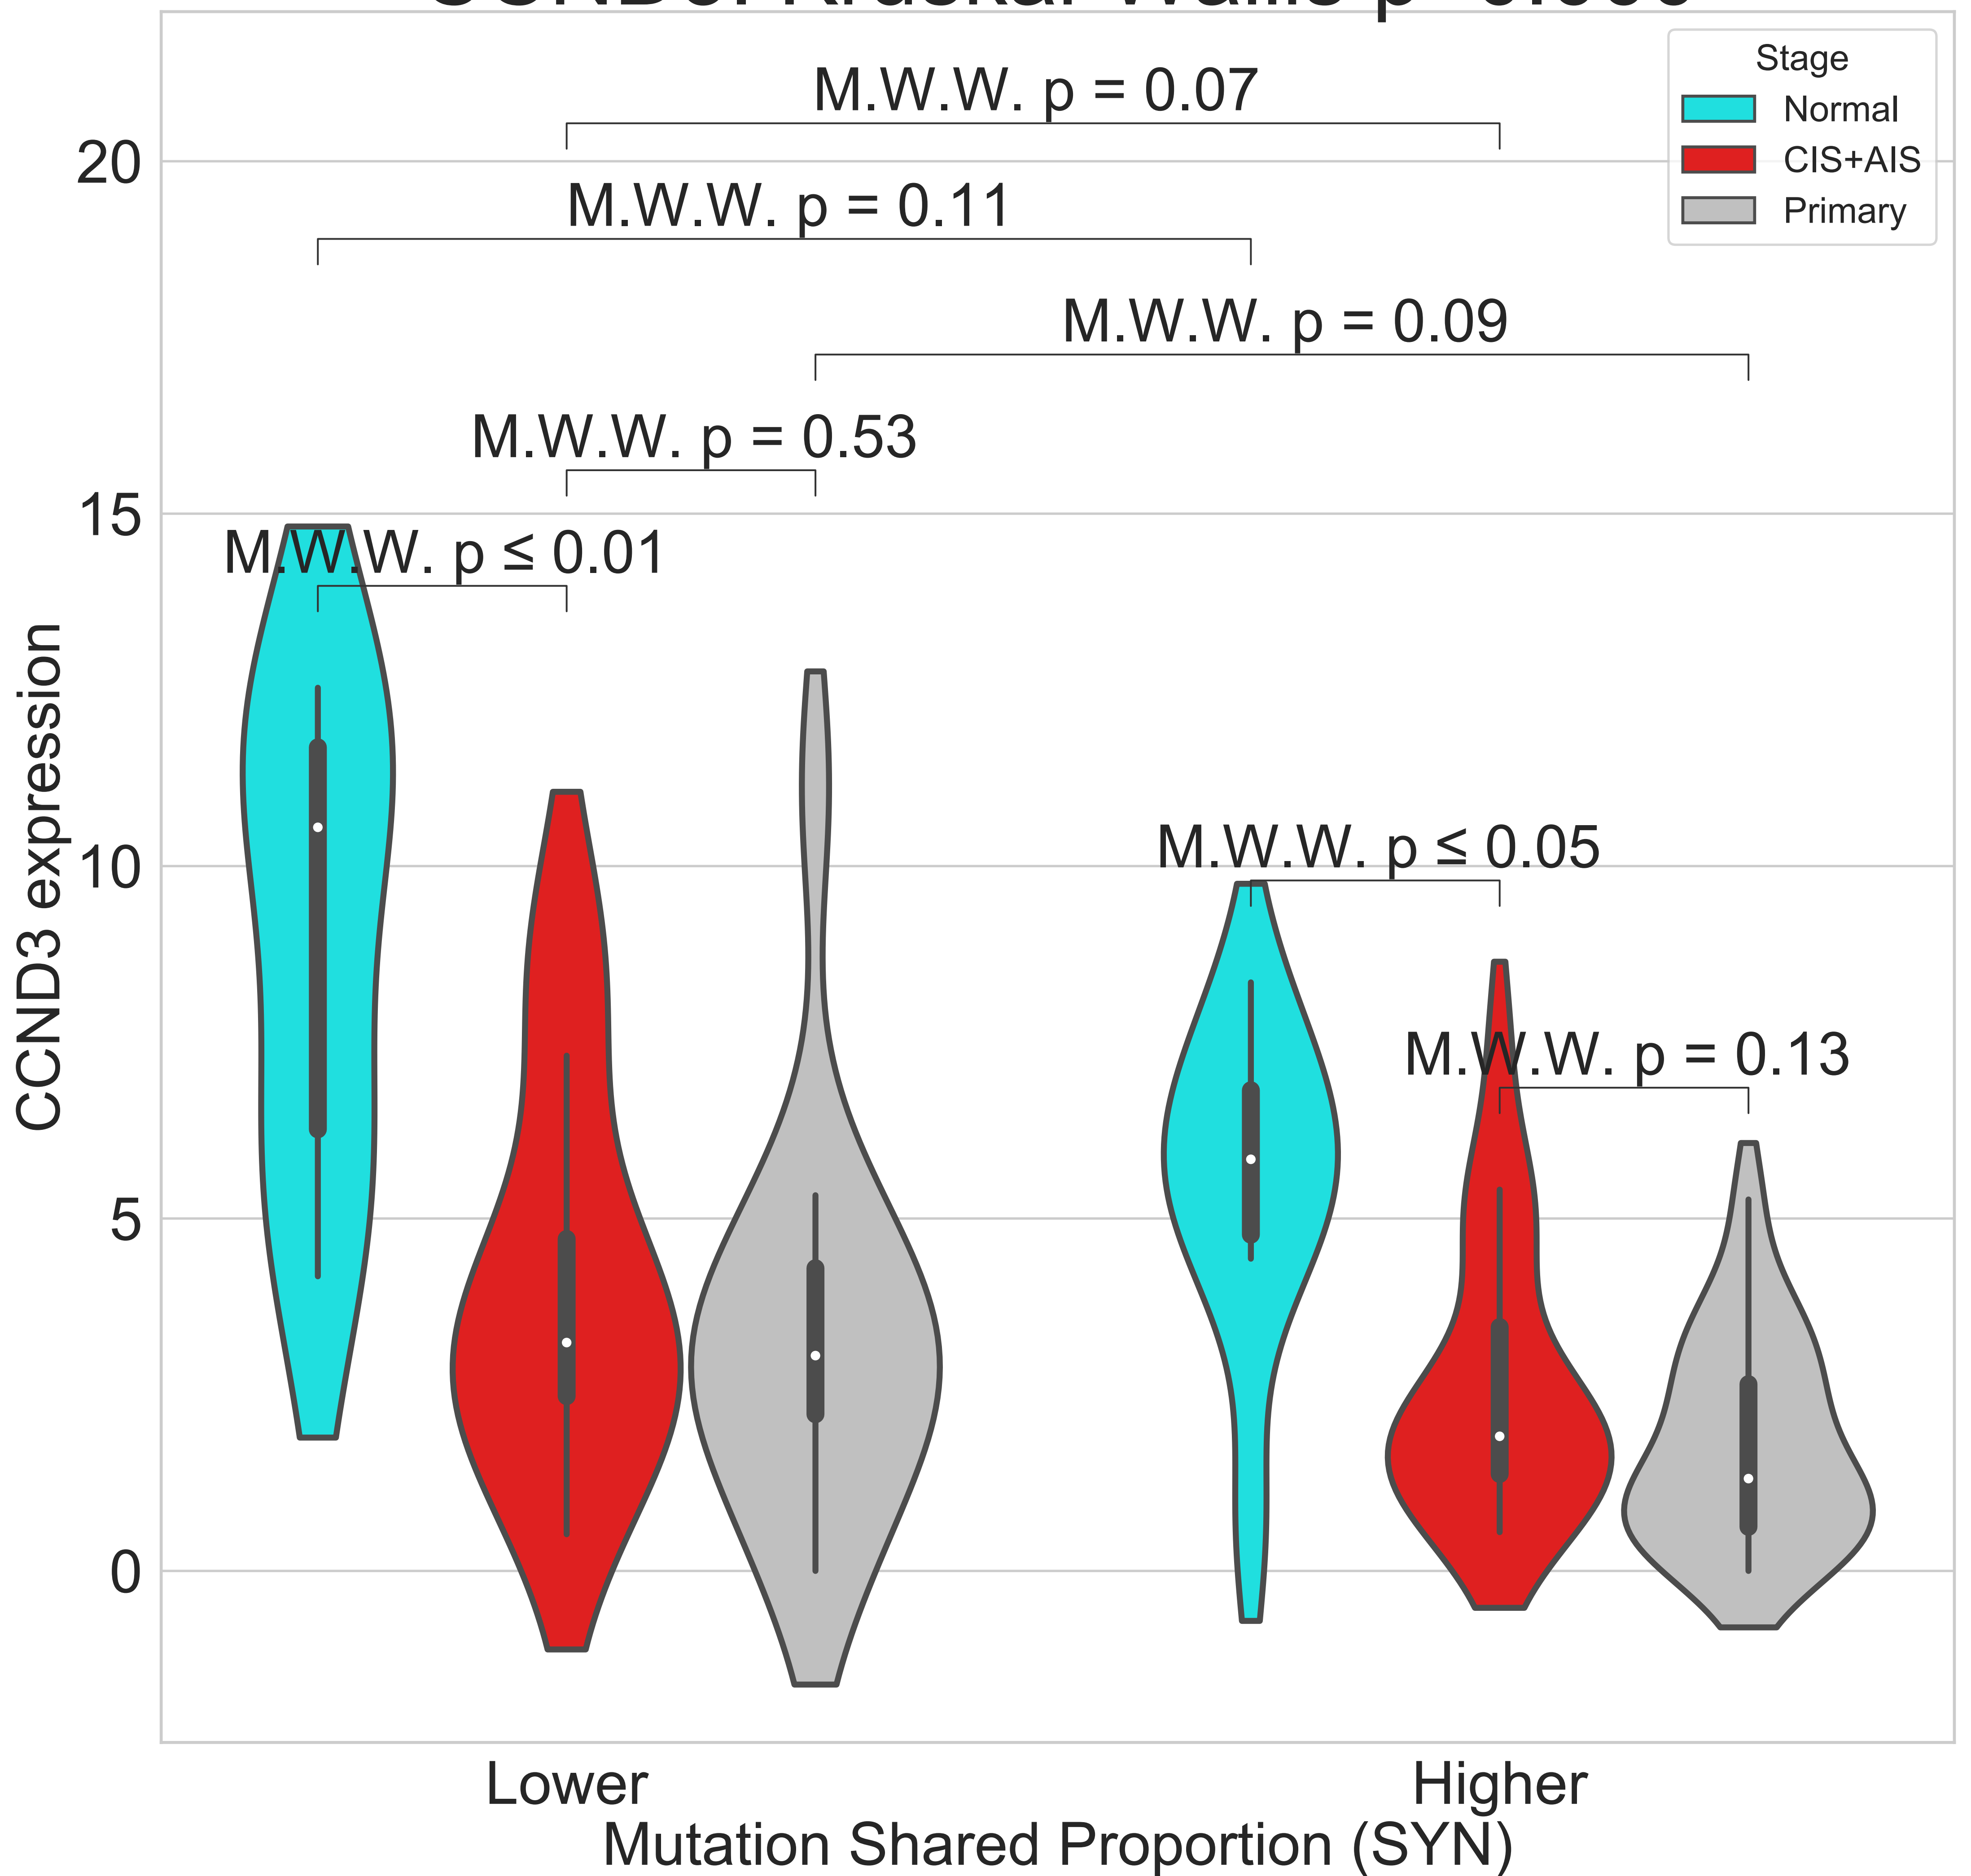 Stage
Normal
CIS+AIS
Primary
M.W.W. p = 0.07
M.W.W. p = 0.11
M.W.W. p = 0.09
M.W.W. p = 0.53
M.W.W. p ≤ 0.01
M.W.W. p ≤ 0.05
M.W.W. p = 0.13
20
15
10
5
0
CCND3 expression
Lower
Higher
Mutation Shared Proportion (SYN)